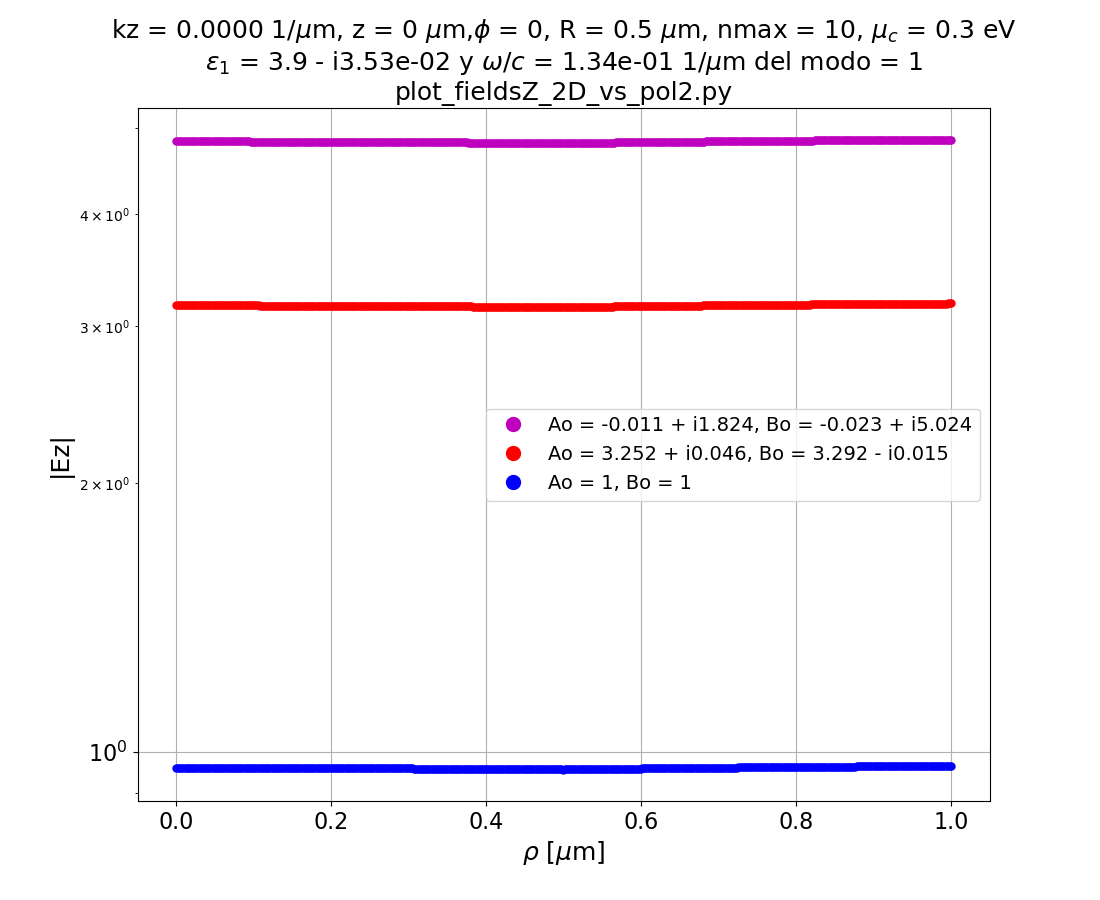 kz = 0.0000 1/μm, z = 0 μm,ϕ = 0, R = 0.5 μm, nmax = 10, μ_c = 0.3 eV
ε₁ = 3.9 - i3.53e-02 y ω/c = 1.34e-01 1/μm del modo = 1
plot_fieldsZ_2D_vs_pol2.py
|Ez|
4 × 10⁰
3 × 10⁰
2 × 10⁰
10⁰
Ao = -0.011 + i1.824, Bo = -0.023 + i5.024
Ao = 3.252 + i0.046, Bo = 3.292 - i0.015
Ao = 1, Bo = 1
0.0 0.2 0.4 0.6 0.8 1.0
ρ [μm]